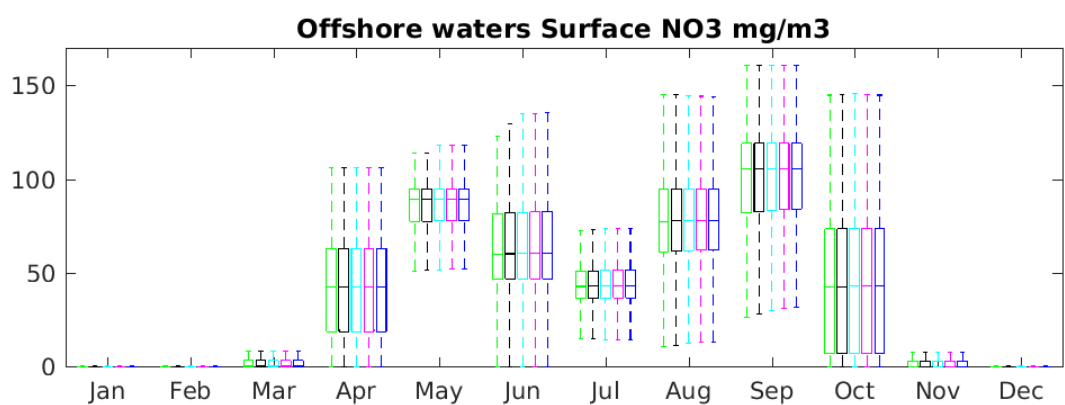 Offshore waters Surface NO3 mg/m3
150
100
50
0
Jan Feb Mar Apr May Jun Jul Aug Sep Oct Nov Dec